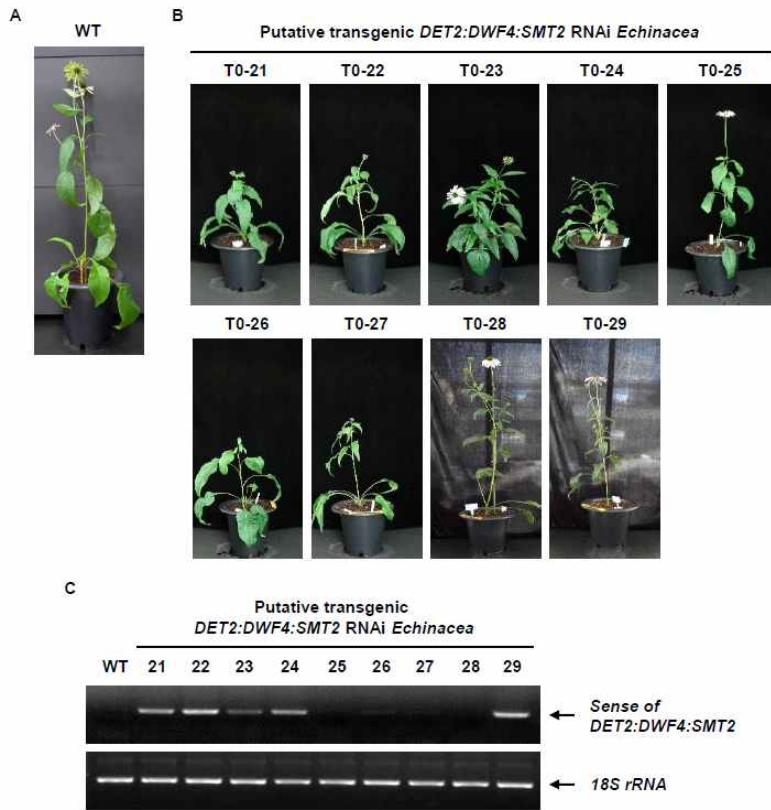 A
WT
B
Putative transgenic DET2:DWF4:SMT2 RNAi Echinacea
T0-21 T0-22 T0-23 T0-24 T0-25
T0-26 T0-27 T0-28 T0-29
C
Putative transgenic
DET2:DWF4:SMT2 RNAi Echinacea
WT 21 22 23 24 25 26 27 28 29
Sense of
DET2:DWF4:SMT2
18S rRNA